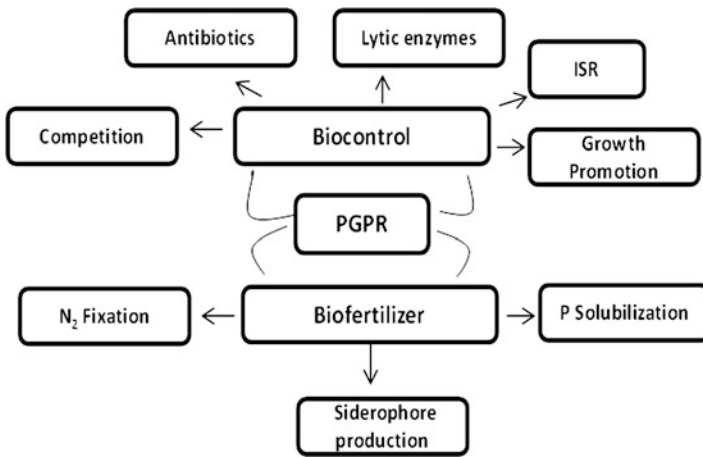 Antibiotics
Lytic enzymes
ISR
Competition
Biocontrol
Growth
Promotion
PGPR
N₂ Fixation
Biofertilizer
P Solubilization
Siderophore
production